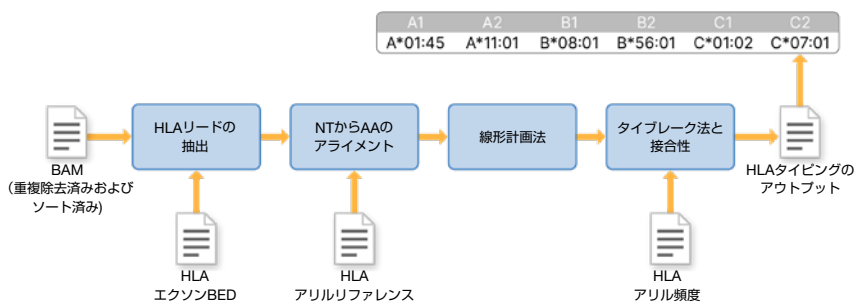 A1 A2 B1 B2 C1 C2
A*01:45 A*11:01 B*08:01 B*56:01 C*01:02 C*07:01
HLAリードの
抽出
NTからAAの
アライメント
線形計画法
タイブレーク法と
接合性
BAM
（重複除去済みおよび
ソート済み)
HLAタイピングの
アウトプット
HLA
エクソンBED
HLA
アリルリファレンス
HLA
アリル頻度